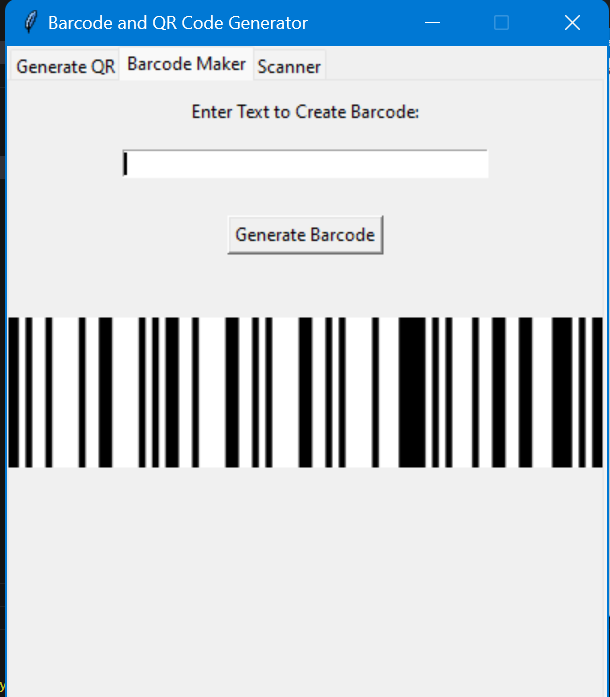 Barcode and QR Code Generator
Generate QR Barcode Maker Scanner
Enter Text to Create Barcode:
Generate Barcode
y